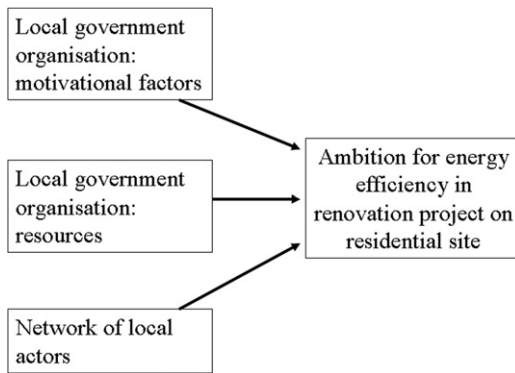 Local government
organisation:
motivational factors
Local government
organisation:
resources
Network of local
actors
Ambition for energy
efficiency in
renovation project on
residential site